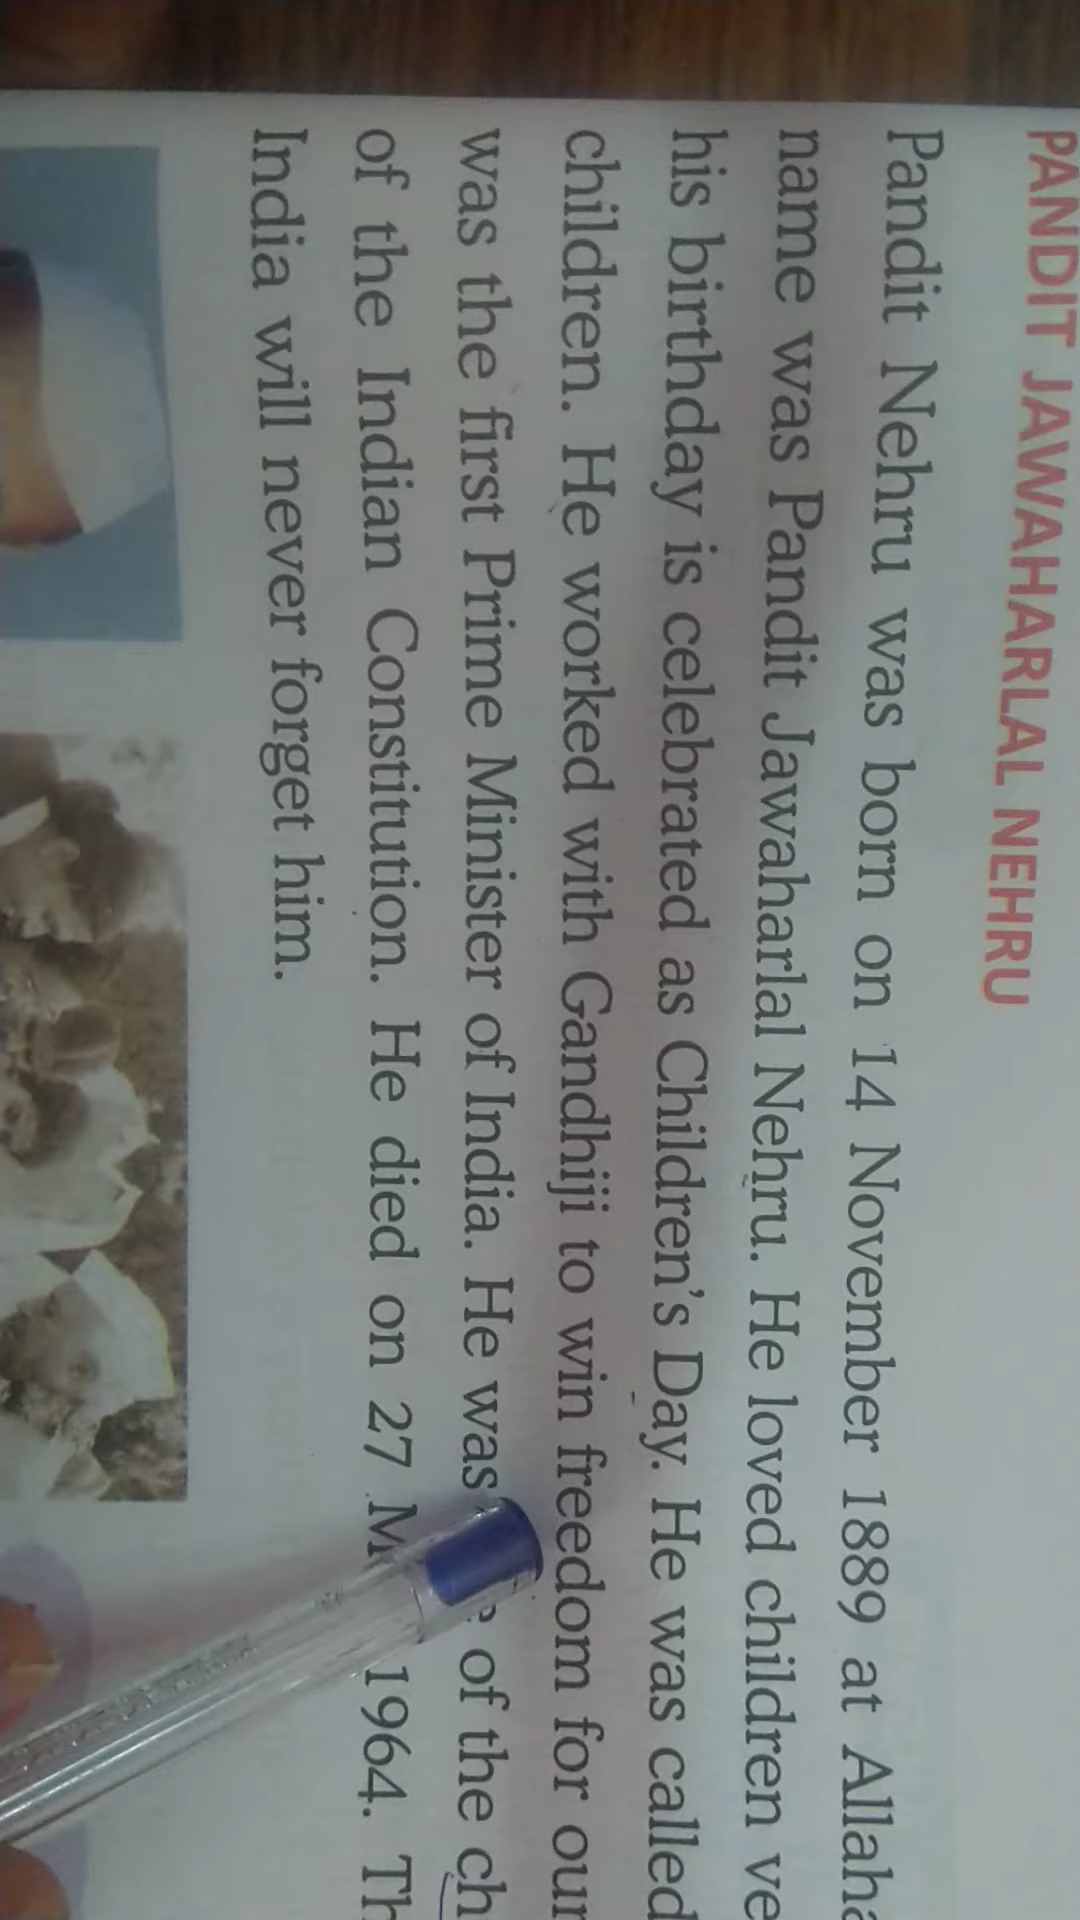 PANDIT JAWAHARLAL NEHRU
Pandit Nehru was born on 14 November 1889 at
name was Pandit Jawaharlal Nehru. He loved children
his birthday is celebrated as Children's Day. He was called
children. He worked with Gandhiji to win freedom for our
was the first Prime Minister of India. He was of the
of the Indian Constitution. He died on 27 1964.
India will never forget him.